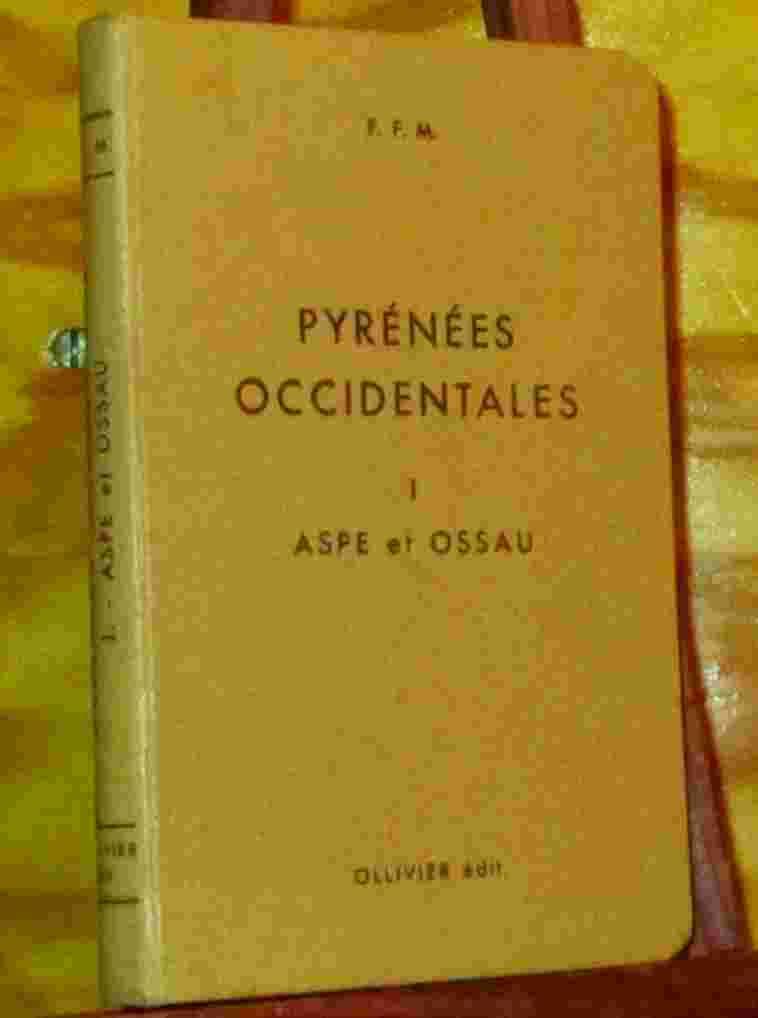 F. F. M.
PYRÉNÉES
OCCIDENTALES
I
ASPE et OSSAU
OLLIVIER édit.
I. - ASPE et OSSAU